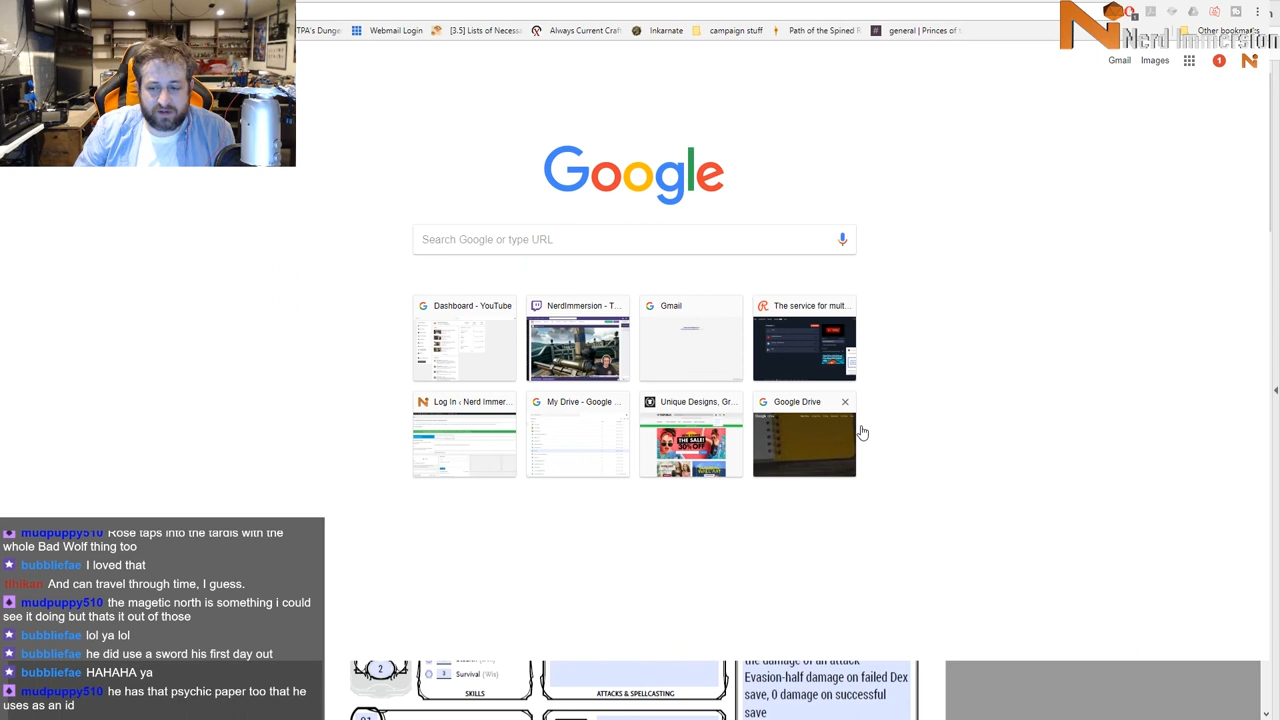 TPA's Dunge
Webmail Login
[3.5] Lists of Necess
Always Current Craft
Inkarnate
campaign stuff
Path of the Spined F
general | Princes of
Other bookmarks
Nerd Immersion
Gmail
Images
1
Google
Search Google or type URL
Dashboard - YouTube
NerdImmersion - T...
Gmail
The service for mult...
Log In ‹ Nerd Immer...
My Drive - Google ...
Unique Designs, Gr...
Google Drive
THE SALE!
mudpuppy510 Rose taps into the tardis with the
whole Bad Wolf thing too
bubbliefae I loved that
And can travel through time, I guess.
mudpuppy510 the magetic north is something i could
see it doing but thats it out of those
bubbliefae lol ya lol
bubbliefae he did use a sword his first day out
bubbliefae HAHAHA ya
mudpuppy510 he has that psychic paper too that he
uses as an id
2
3 Survival (Wis)
SKILLS
ATTACKS & SPELLCASTING
the damage of an attack
Evasion-half damage on failed Dex
save, 0 damage on successful
save